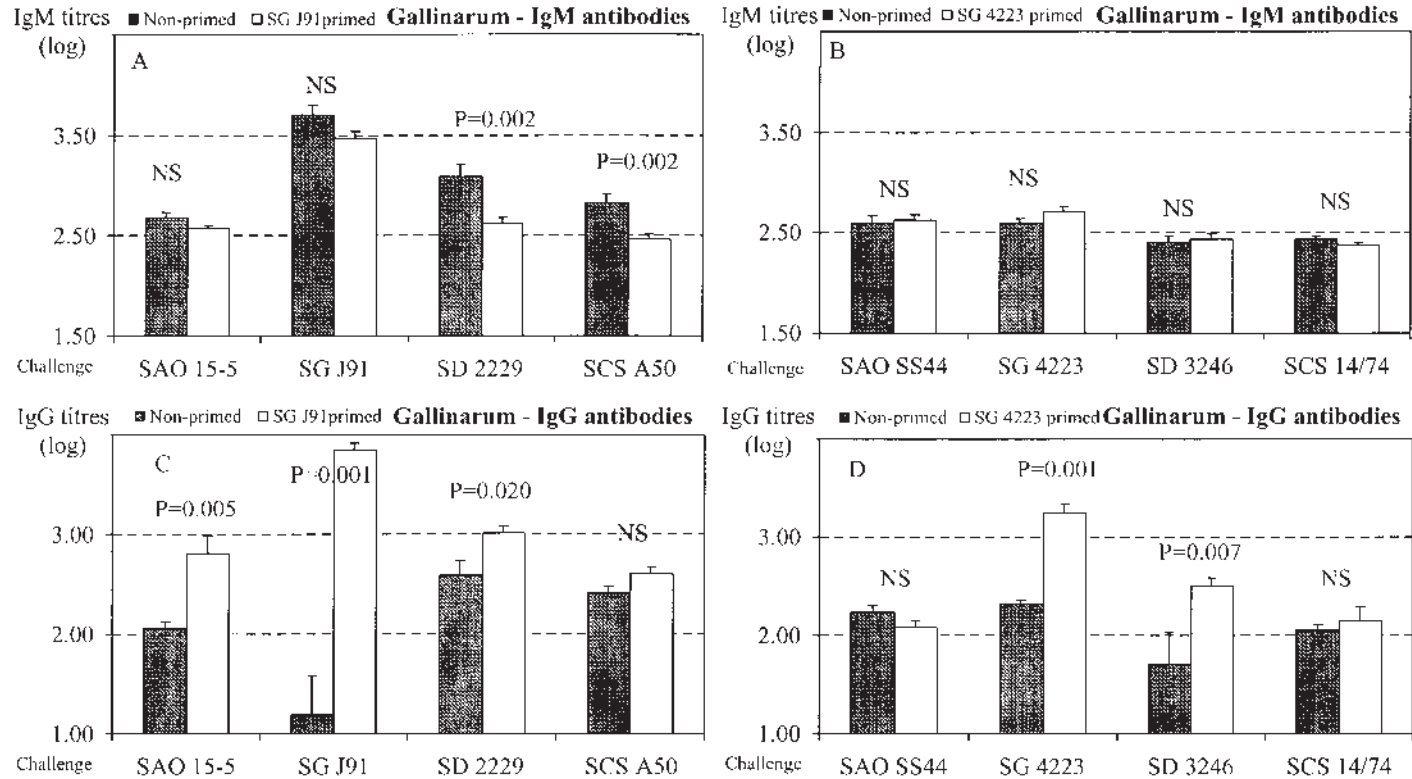 IgM titres ■ Non-primed □ SG J91primed Gallinarum - IgM antibodies
(log)
A
NS
3.50
P=0.002
P=0.002
NS
2.50
1.50
Challenge SAO 15-5 SG J91 SD 2229 SCS A50
IgM titres ■ Non-primed □ SG 4223 primed Gallinarum - IgM antibodies
(log)
B
3.50
NS
NS
NS
NS
2.50
1.50
Challenge SAO SS44 SG 4223 SD 3246 SCS 14/74
IgG titres ■ Non-primed □ SG J91primed Gallinarum - IgG antibodies
(log)
C
P=0.001
P=0.005
P=0.020
3.00
NS
2.00
1.00
Challenge SAO 15-5 SG J91 SD 2229 SCS A50
IgG titres ■ Non-primed □ SG 4223 primed Gallinarum - IgG antibodies
(log)
D
P=0.001
3.00
P=0.007
NS
NS
2.00
1.00
Challenge SAO SS44 SG 4223 SD 3246 SCS 14/74